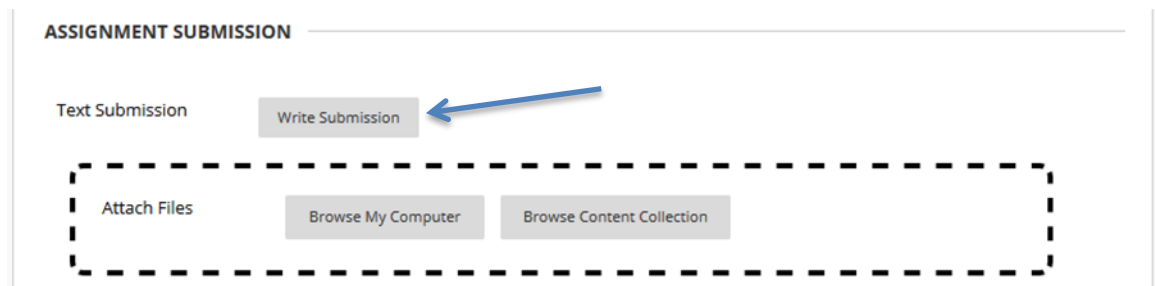 ASSIGNMENT SUBMISSION
Text Submission Write Submission
Attach Files Browse My Computer Browse Content Collection